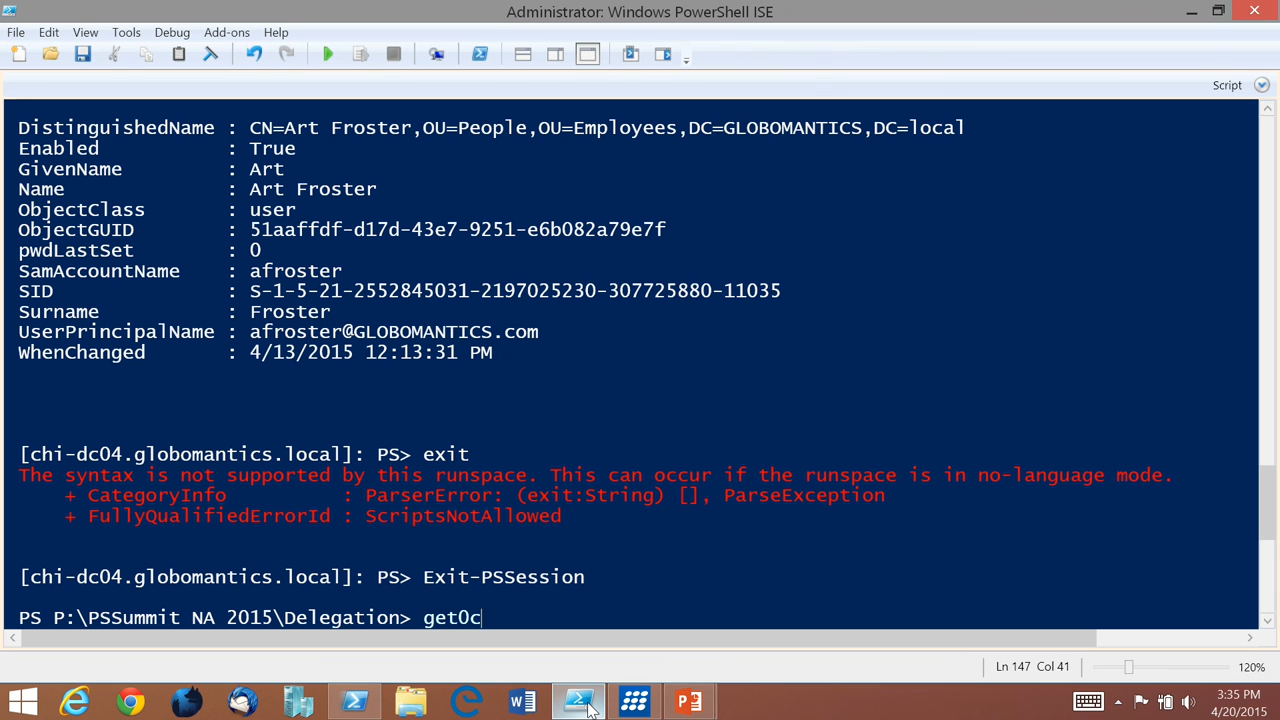 Administrator: Windows PowerShell ISE
File Edit View Tools Debug Add-ons Help
Script
DistinguishedName : CN=Art Froster,OU=People,OU=Employees,DC=GLOBOMANTICS,DC=local
Enabled : True
GivenName : Art
Name : Art Froster
ObjectClass : user
ObjectGUID : 51aaffdf-d17d-43e7-9251-e6b082a79e7f
pwdLastSet : 0
SamAccountName : afroster
SID : S-1-5-21-2552845031-2197025230-307725880-11035
Surname : Froster
UserPrincipalName : afroster@GLOBOMANTICS.com
WhenChanged : 4/13/2015 12:13:31 PM
[chi-dc04.globomantics.local]: PS> exit
The syntax is not supported by this runspace. This can occur if the runspace is in no-language mode.
+ CategoryInfo : ParserError: (exit:String) [], ParseException
+ FullyQualifiedErrorId : ScriptsNotAllowed
[chi-dc04.globomantics.local]: PS> Exit-PSSession
PS P:\PSSummit NA 2015\Delegation> get0c
Ln 147 Col 41 120%
3:35 PM
4/20/2015